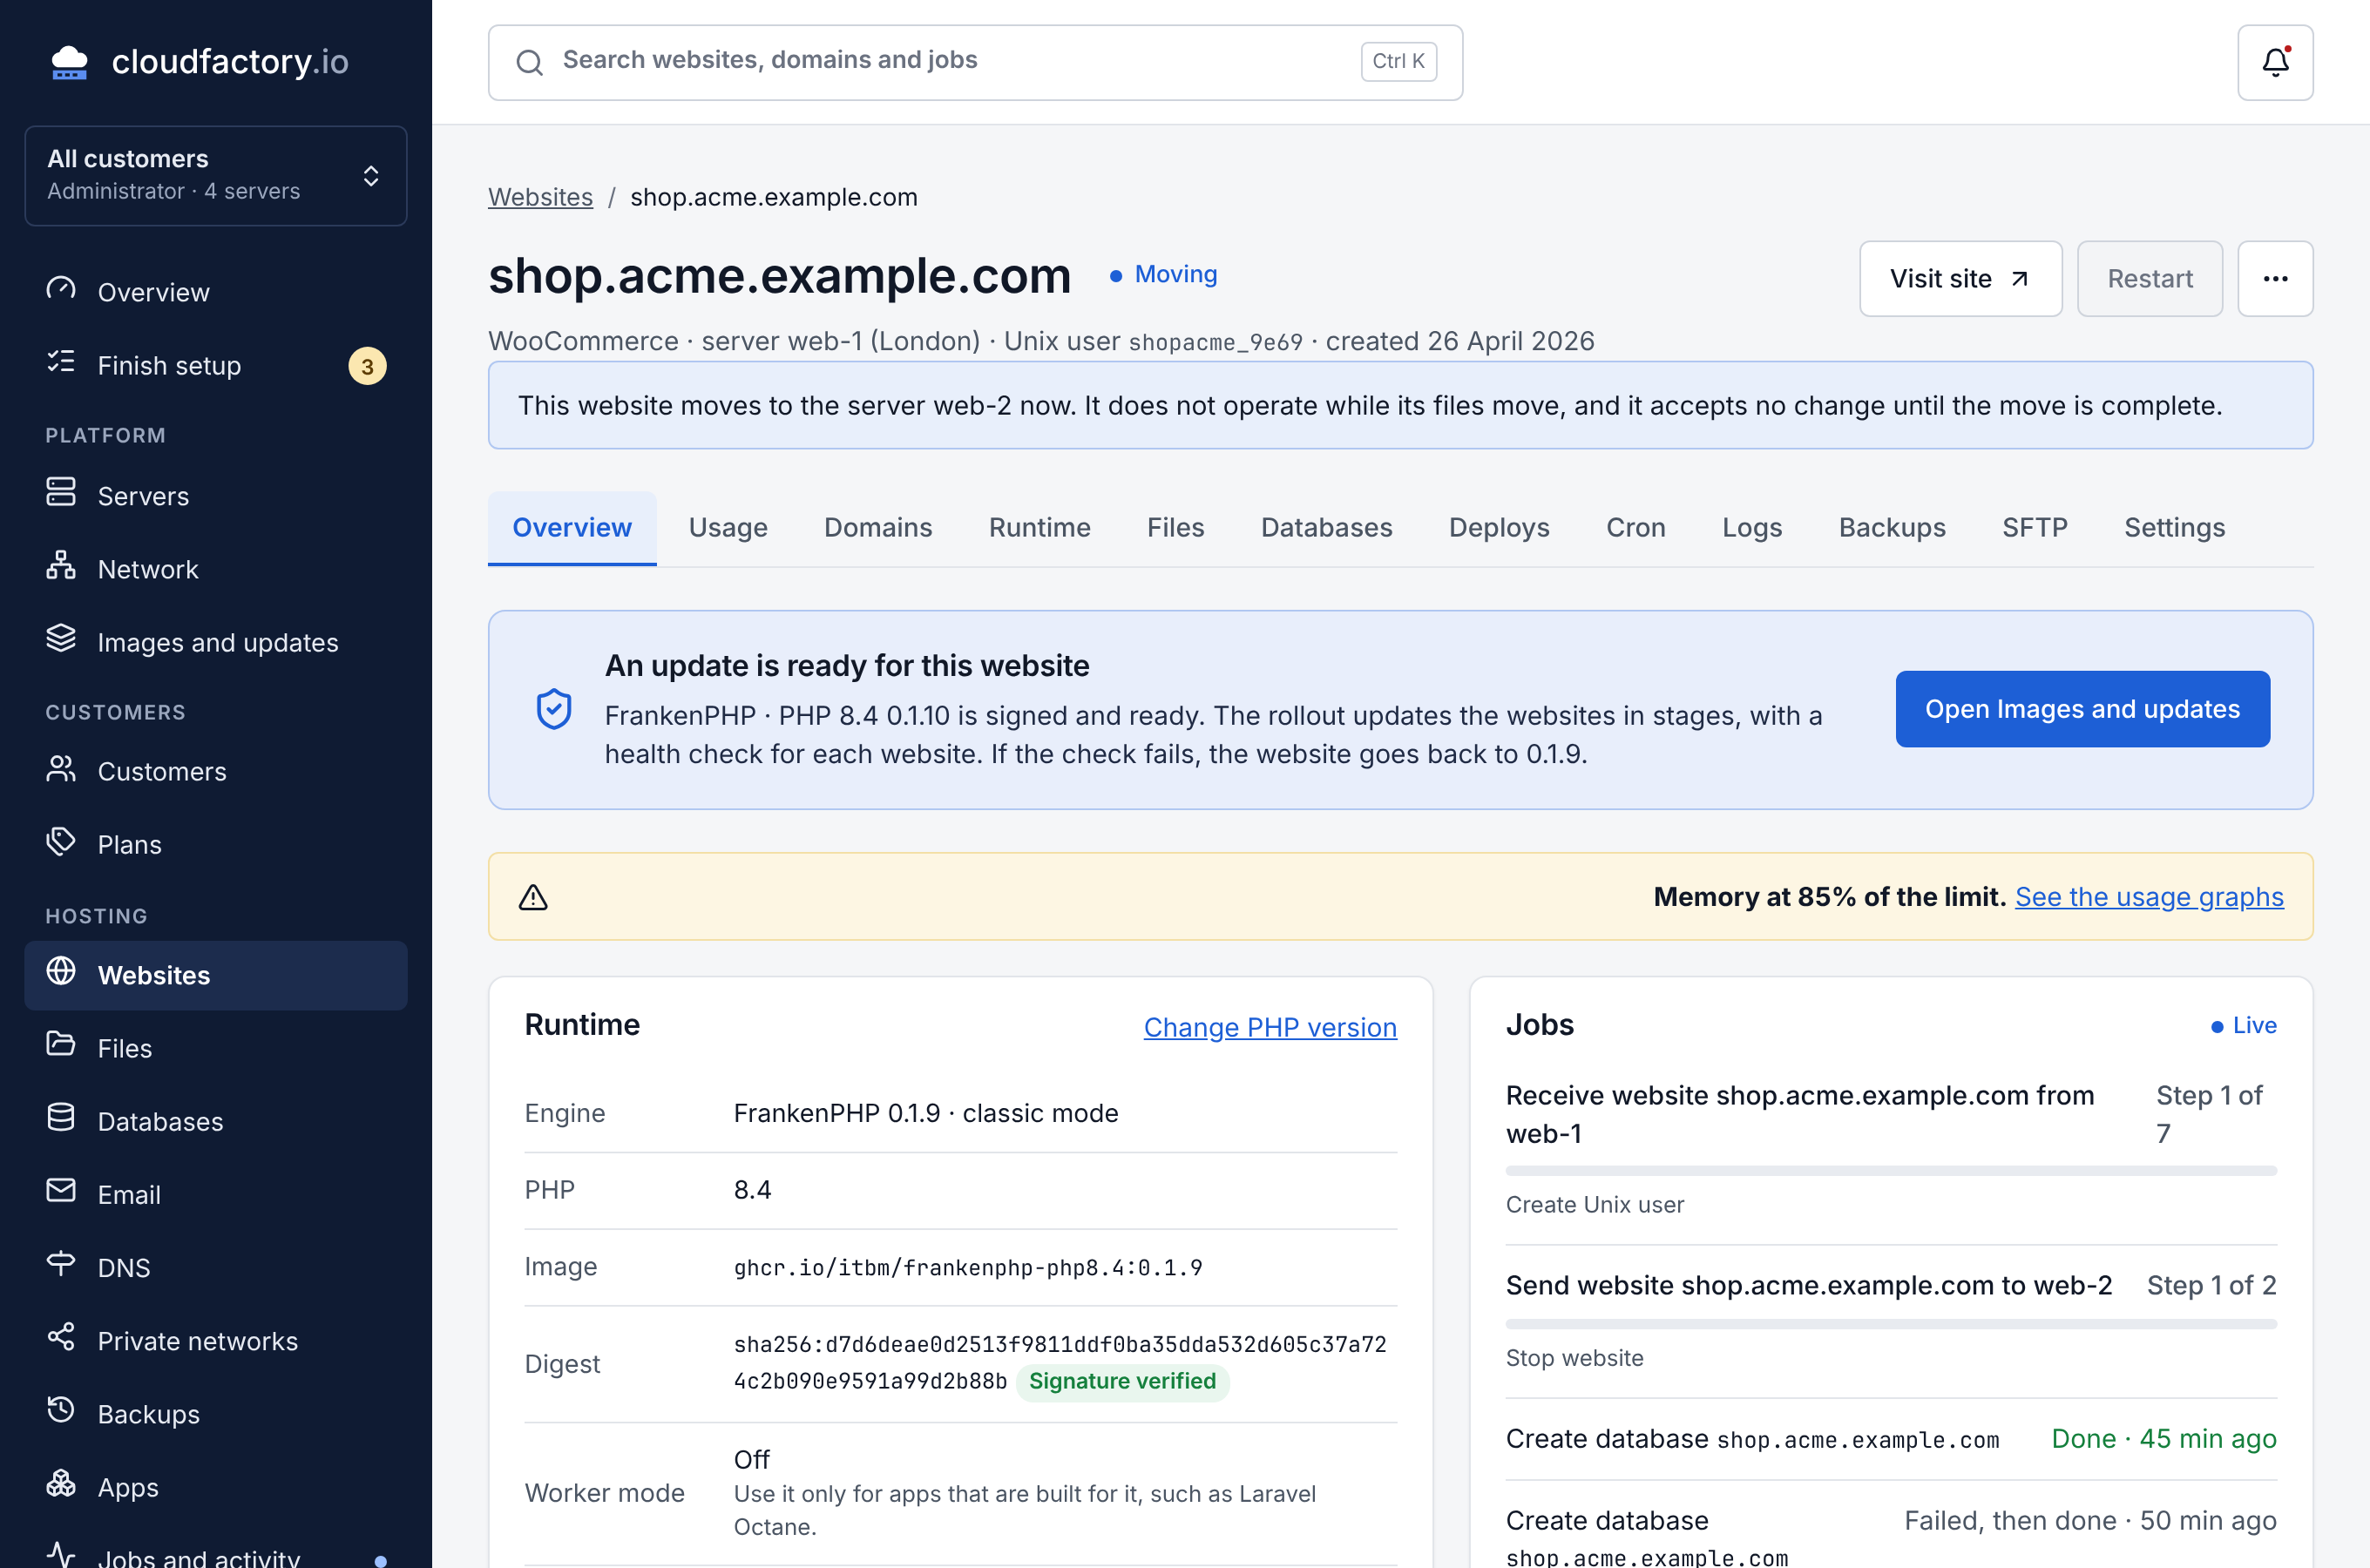 cloudfactory.io
All customers
Administrator · 4 servers
Overview
Finish setup
3
PLATFORM
Servers
Network
Images and updates
CUSTOMERS
Customers
Plans
HOSTING
Websites
Files
Databases
Email
DNS
Private networks
Backups
Apps
Jobs and activity
Search websites, domains and jobs
Ctrl K
Websites / shop.acme.example.com
shop.acme.example.com
Moving
Visit site
Restart
WooCommerce · server web-1 (London) · Unix user shopacme_9e69 · created 26 April 2026
This website moves to the server web-2 now. It does not operate while its files move, and it accepts no change until the move is complete.
Overview
Usage
Domains
Runtime
Files
Databases
Deploys
Cron
Logs
Backups
SFTP
Settings
An update is ready for this website
FrankenPHP · PHP 8.4 0.1.10 is signed and ready. The rollout updates the websites in stages, with a
health check for each website. If the check fails, the website goes back to 0.1.9.
Open Images and updates
Memory at 85% of the limit. See the usage graphs
Runtime
Change PHP version
Engine
FrankenPHP 0.1.9 · classic mode
PHP
8.4
Image
ghcr.io/itbm/frankenphp-php8.4:0.1.9
Digest
sha256:d7d6deae0d2513f9811ddf0ba35dda532d605c37a72
4c2b090e9591a99d2b88b
Signature verified
Worker mode
Off
Use it only for apps that are built for it, such as Laravel
Octane.
Jobs
Live
Receive website shop.acme.example.com from
web-1
Step 1 of
7
Create Unix user
Send website shop.acme.example.com to web-2
Step 1 of 2
Stop website
Create database shop.acme.example.com
Done · 45 min ago
Create database
shop.acme.example.com
Failed, then done · 50 min ago